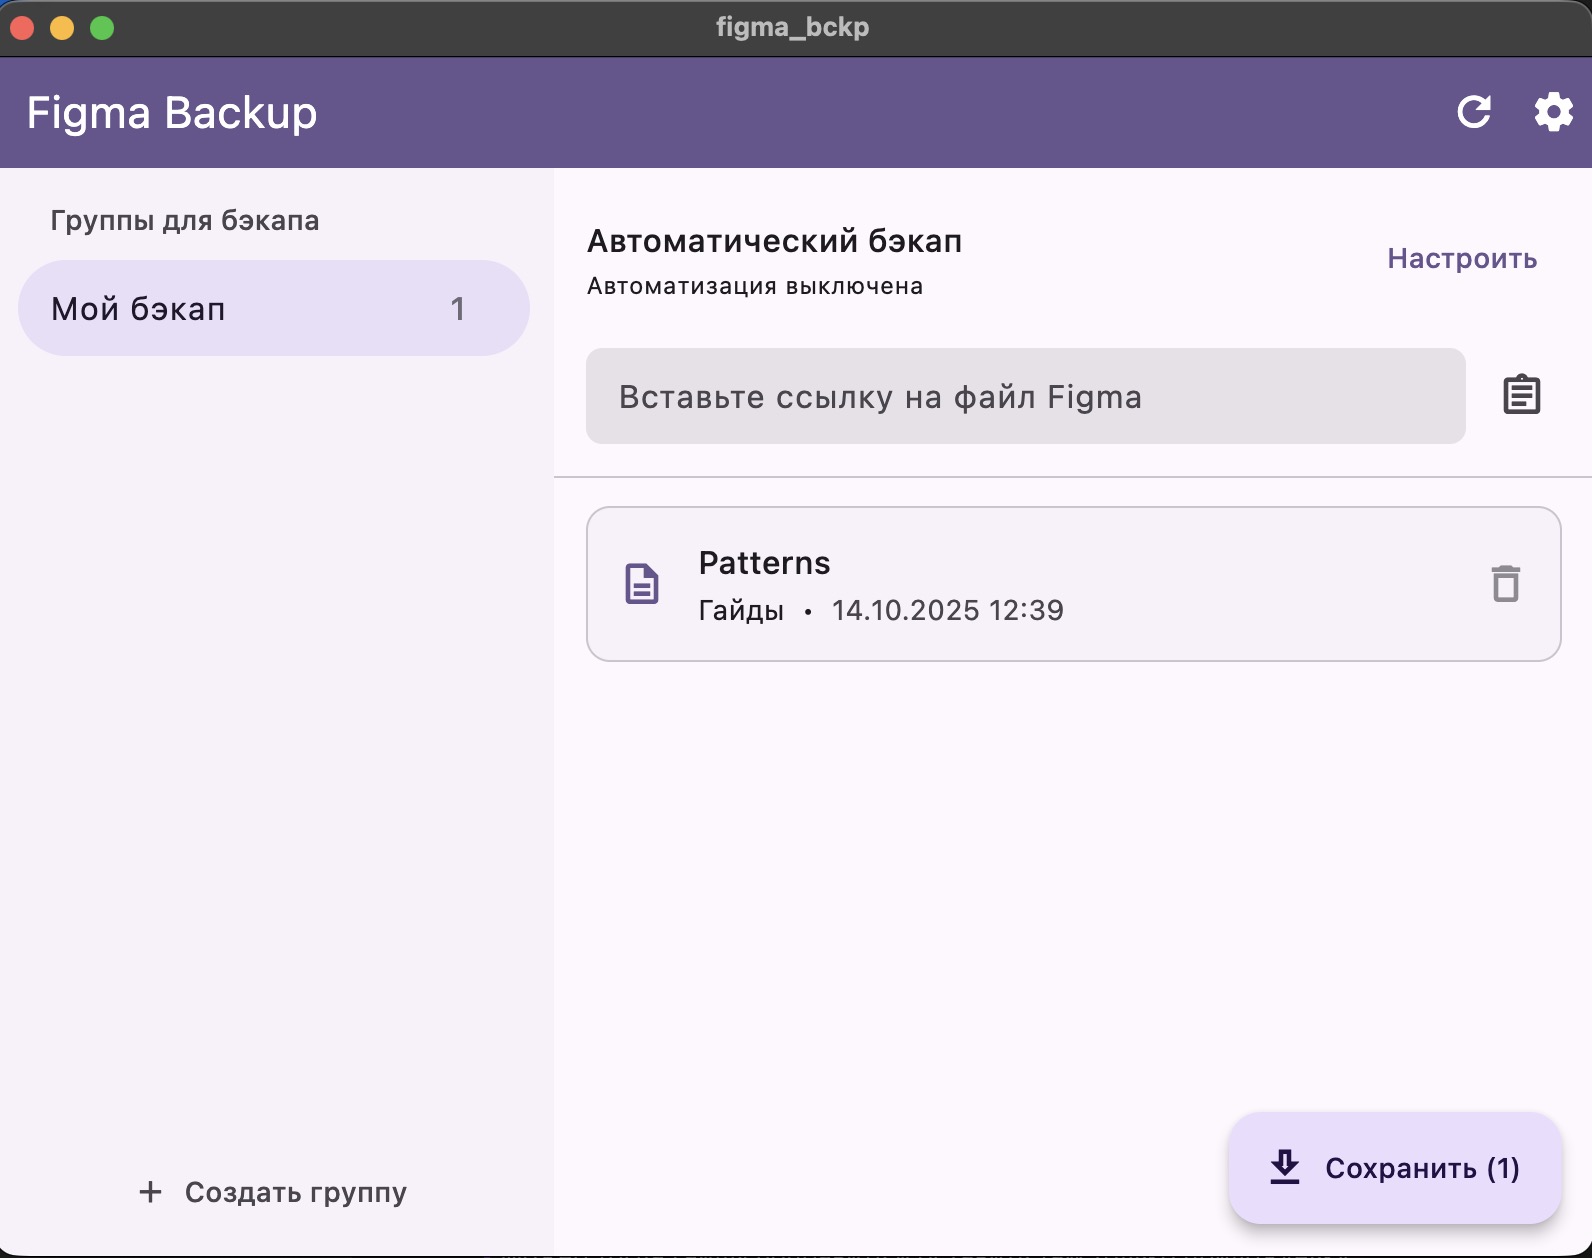 figma_bckp
Figma Backup
Группы для бэкапа
Мой бэкап 1
Создать группу
Автоматический бэкап
Автоматизация выключена
Настроить
Вставьте ссылку на файл Figma
Patterns
Гайды • 14.10.2025 12:39
Сохранить (1)